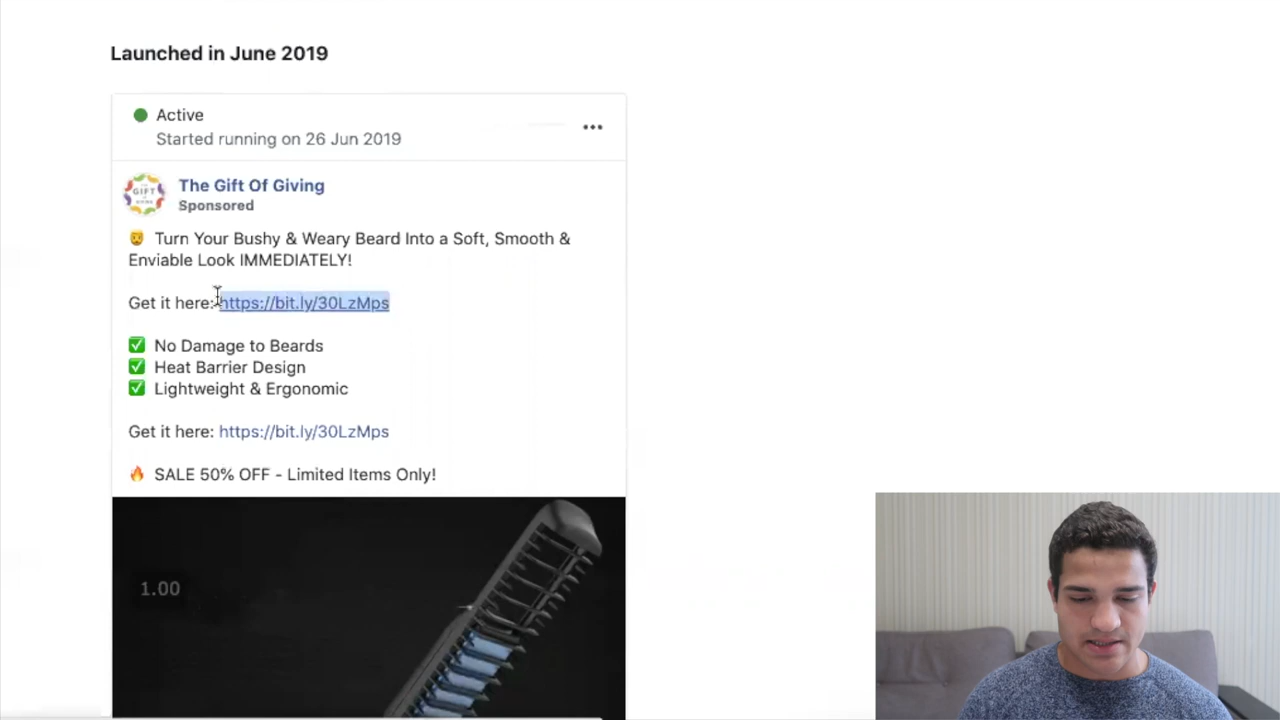 Launched in June 2019
Active
Started running on 26 Jun 2019
The Gift Of Giving
Sponsored
🧔 Turn Your Bushy & Weary Beard Into a Soft, Smooth &
Enviable Look IMMEDIATELY!
Get it here: https://bit.ly/30LzMps
✅ No Damage to Beards
✅ Heat Barrier Design
✅ Lightweight & Ergonomic
Get it here: https://bit.ly/30LzMps
🔥 SALE 50% OFF - Limited Items Only!
1.00